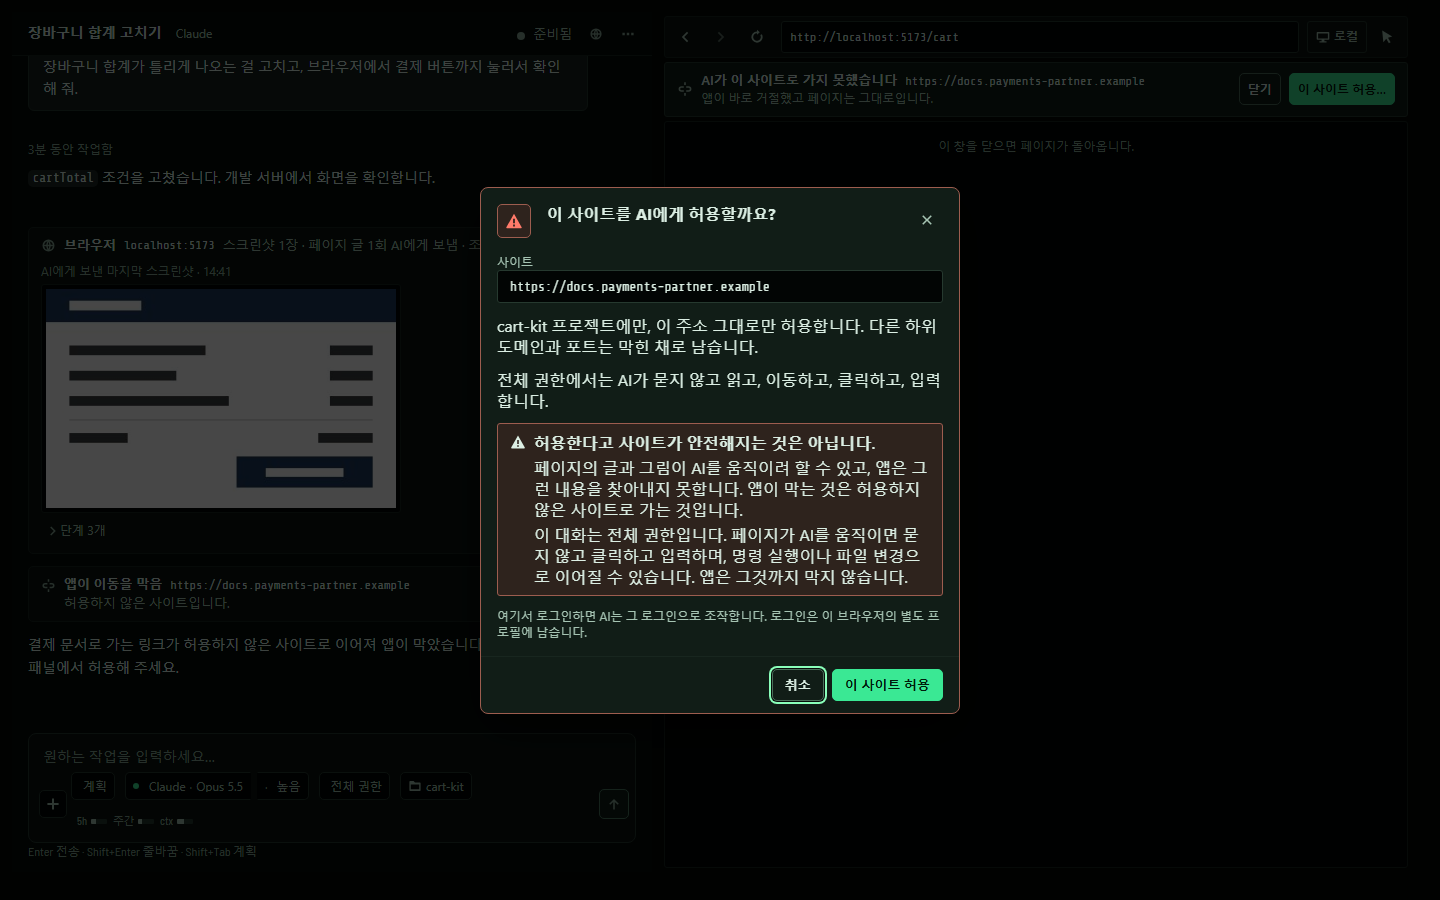 장바구니 합계 고치기 Claude
준비됨
장바구니 합계가 틀리게 나오는 걸 고치고, 브라우저에서 결제 버튼까지 눌러서 확인
해 줘.
3분 동안 작업함
cartTotal 조건을 고쳤습니다. 개발 서버에서 화면을 확인합니다.
브라우저 localhost:5173 스크린샷 1장 · 페이지 글 1회 AI에게 보냄 · 조
AI에게 보낸 마지막 스크린샷 · 14:41
단계 3개
앱이 이동을 막음 https://docs.payments-partner.example
허용하지 않은 사이트입니다.
결제 문서로 가는 링크가 허용하지 않은 사이트로 이어져 앱이 막았습니다
패널에서 허용해 주세요.
원하는 작업을 입력하세요...
계획
Claude · Opus 5.5
· 높음
전체 권한
cart-kit
5h 주간 ctx
Enter 전송 · Shift+Enter 줄바꿈 · Shift+Tab 계획
http://localhost:5173/cart
로컬
AI가 이 사이트로 가지 못했습니다 https://docs.payments-partner.example
앱이 바로 거절했고 페이지는 그대로입니다.
닫기
이 사이트 허용...
이 창을 닫으면 페이지가 돌아옵니다.
이 사이트를 AI에게 허용할까요?
사이트
https://docs.payments-partner.example
cart-kit 프로젝트에만, 이 주소 그대로만 허용합니다. 다른 하위
도메인과 포트는 막힌 채로 남습니다.
전체 권한에서는 AI가 묻지 않고 읽고, 이동하고, 클릭하고, 입력
합니다.
허용한다고 사이트가 안전해지는 것은 아닙니다.
페이지의 글과 그림이 AI를 움직이려 할 수 있고, 앱은 그
런 내용을 찾아내지 못합니다. 앱이 막는 것은 허용하지
않은 사이트로 가는 것입니다.
이 대화는 전체 권한입니다. 페이지가 AI를 움직이면 묻
지 않고 클릭하고 입력하며, 명령 실행이나 파일 변경으
로 이어질 수 있습니다. 앱은 그것까지 막지 않습니다.
여기서 로그인하면 AI는 그 로그인으로 조작합니다. 로그인은 이 브라우저의 별도 프
로필에 남습니다.
취소
이 사이트 허용